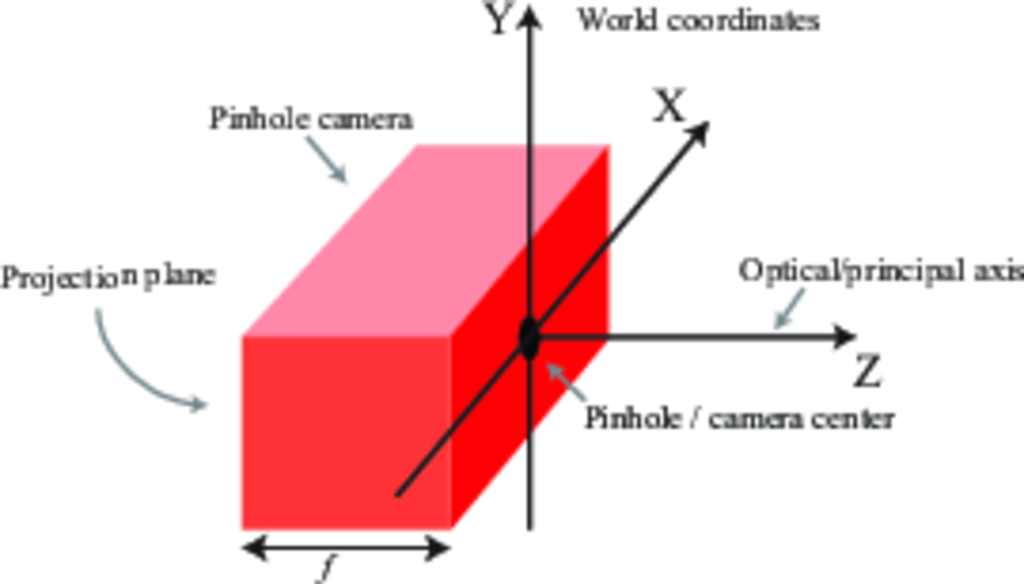 Y
World coordinates
X
Pinhole camera
Projection plane
Optical/principal axis
Z
Pinhole / camera center
f